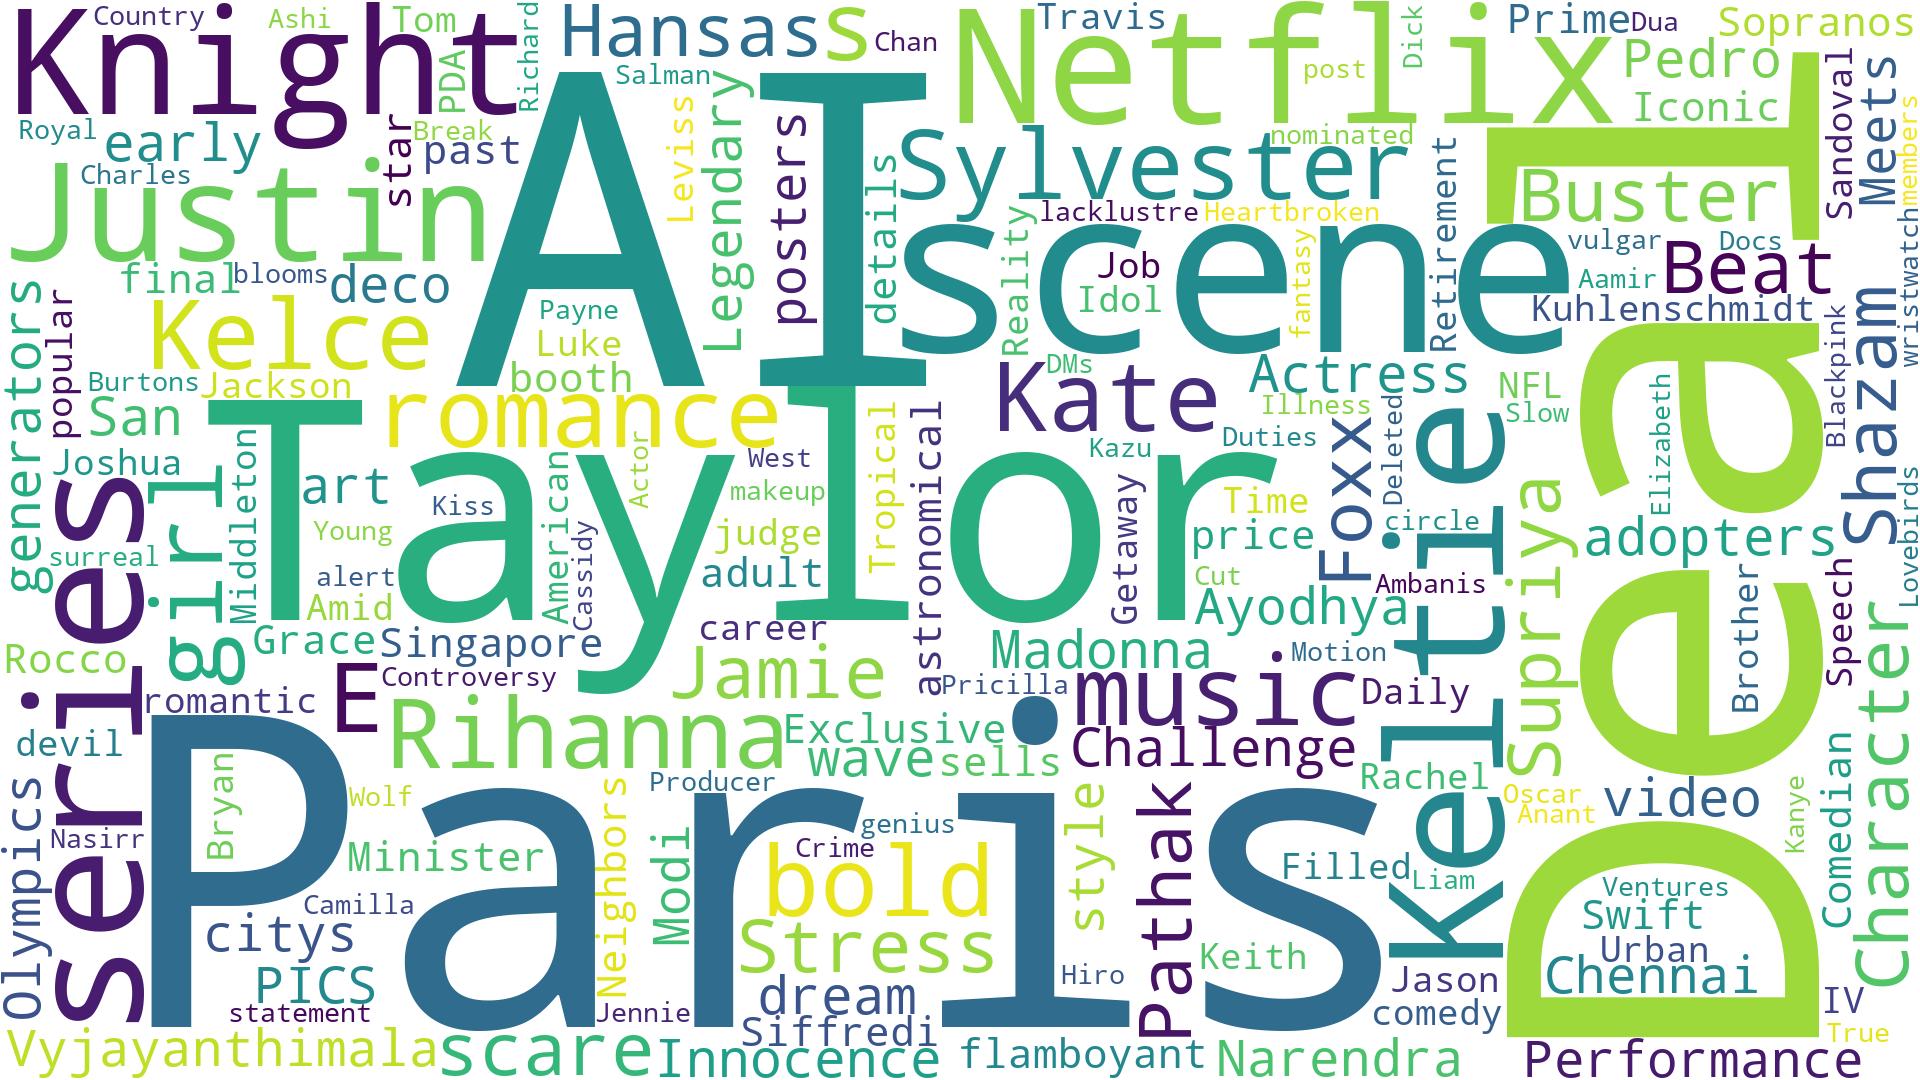 Knight
Country
Ashi
Tom
PDA
Richard
Hansas
s
Chan
Netflix
Travis
Dick
post
Prime
Dua
Sopranos
Pedro
Iconic
Royal
early
star
Break
past
Charles
Salman
Leviss
Legendary
posters
details
Sylvester
nominated
Retirement
Deal
Buster
Sandoval
Meets
members
Justin
AI
scene
lacklustre
Heartbroken
Reality
Job
Idol
fantasy
vulgar
Docs
Aamir
Beat
wristwatch
final
blooms
deco
generators
popular
Kelce
Payne
Luke
booth
Kuhlenschmidt
Blackpink
Shazam
Burtons
Jackson
San
romance
Tropical
astronomical
DMs
Kate
Actress
Illness
Duties
Kazu
Deleted
NFL
Slow
Elizabeth
Joshua
series
girl
Middleton
art
Taylor
I
Kiss
Young
American
Actor
Cassidy
West
makeup
judge
adult
Getaway
Time
price
Cut
Foxx
circle
Keltie
Supriya
adopters
surreal
alert
Amid
Ambanis
Ayodhya
Brother
Speech
Lovebirds
Character
Rocco
Grace
Singapore
career
Jamie
Madonna
Motion
Controversy
Pricilla
music
Daily
romantic
E
Rihanna
Exclusive
wave
sells
Challenge
devil
Paris
Bryan
Wolf
Producer
Rachel
Oscar
Anant
video
Kanye
Comedian
Olympics
Nasirr
Minister
Neighbors
Modi
Crime
genius
bold
style
Pathak
Filled
Liam
Ventures
Swift
Camilla
citys
Stress
Keith
Urban
Chennai
PICS
Hiro
Jason
IV
statement
Jennie
dream
Siffredi
comedy
True
Vyjayanthimala
scare
Innocence
flamboyant
Narendra
Performance